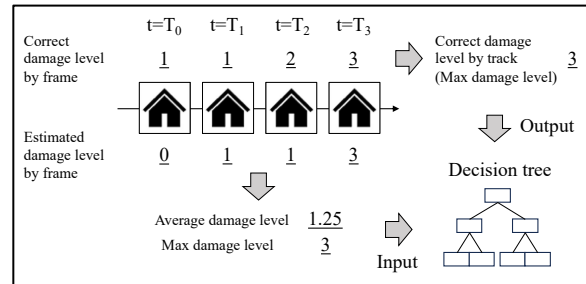 t=T0 t=T1 t=T2 t=T3
Correct
damage level
by frame
1 1 2 3
Correct damage
level by track
(Max damage level)
3
Estimated
damage level
by frame
0 1 1 3
Output
Decision tree
Average damage level 1.25
Max damage level 3
Input